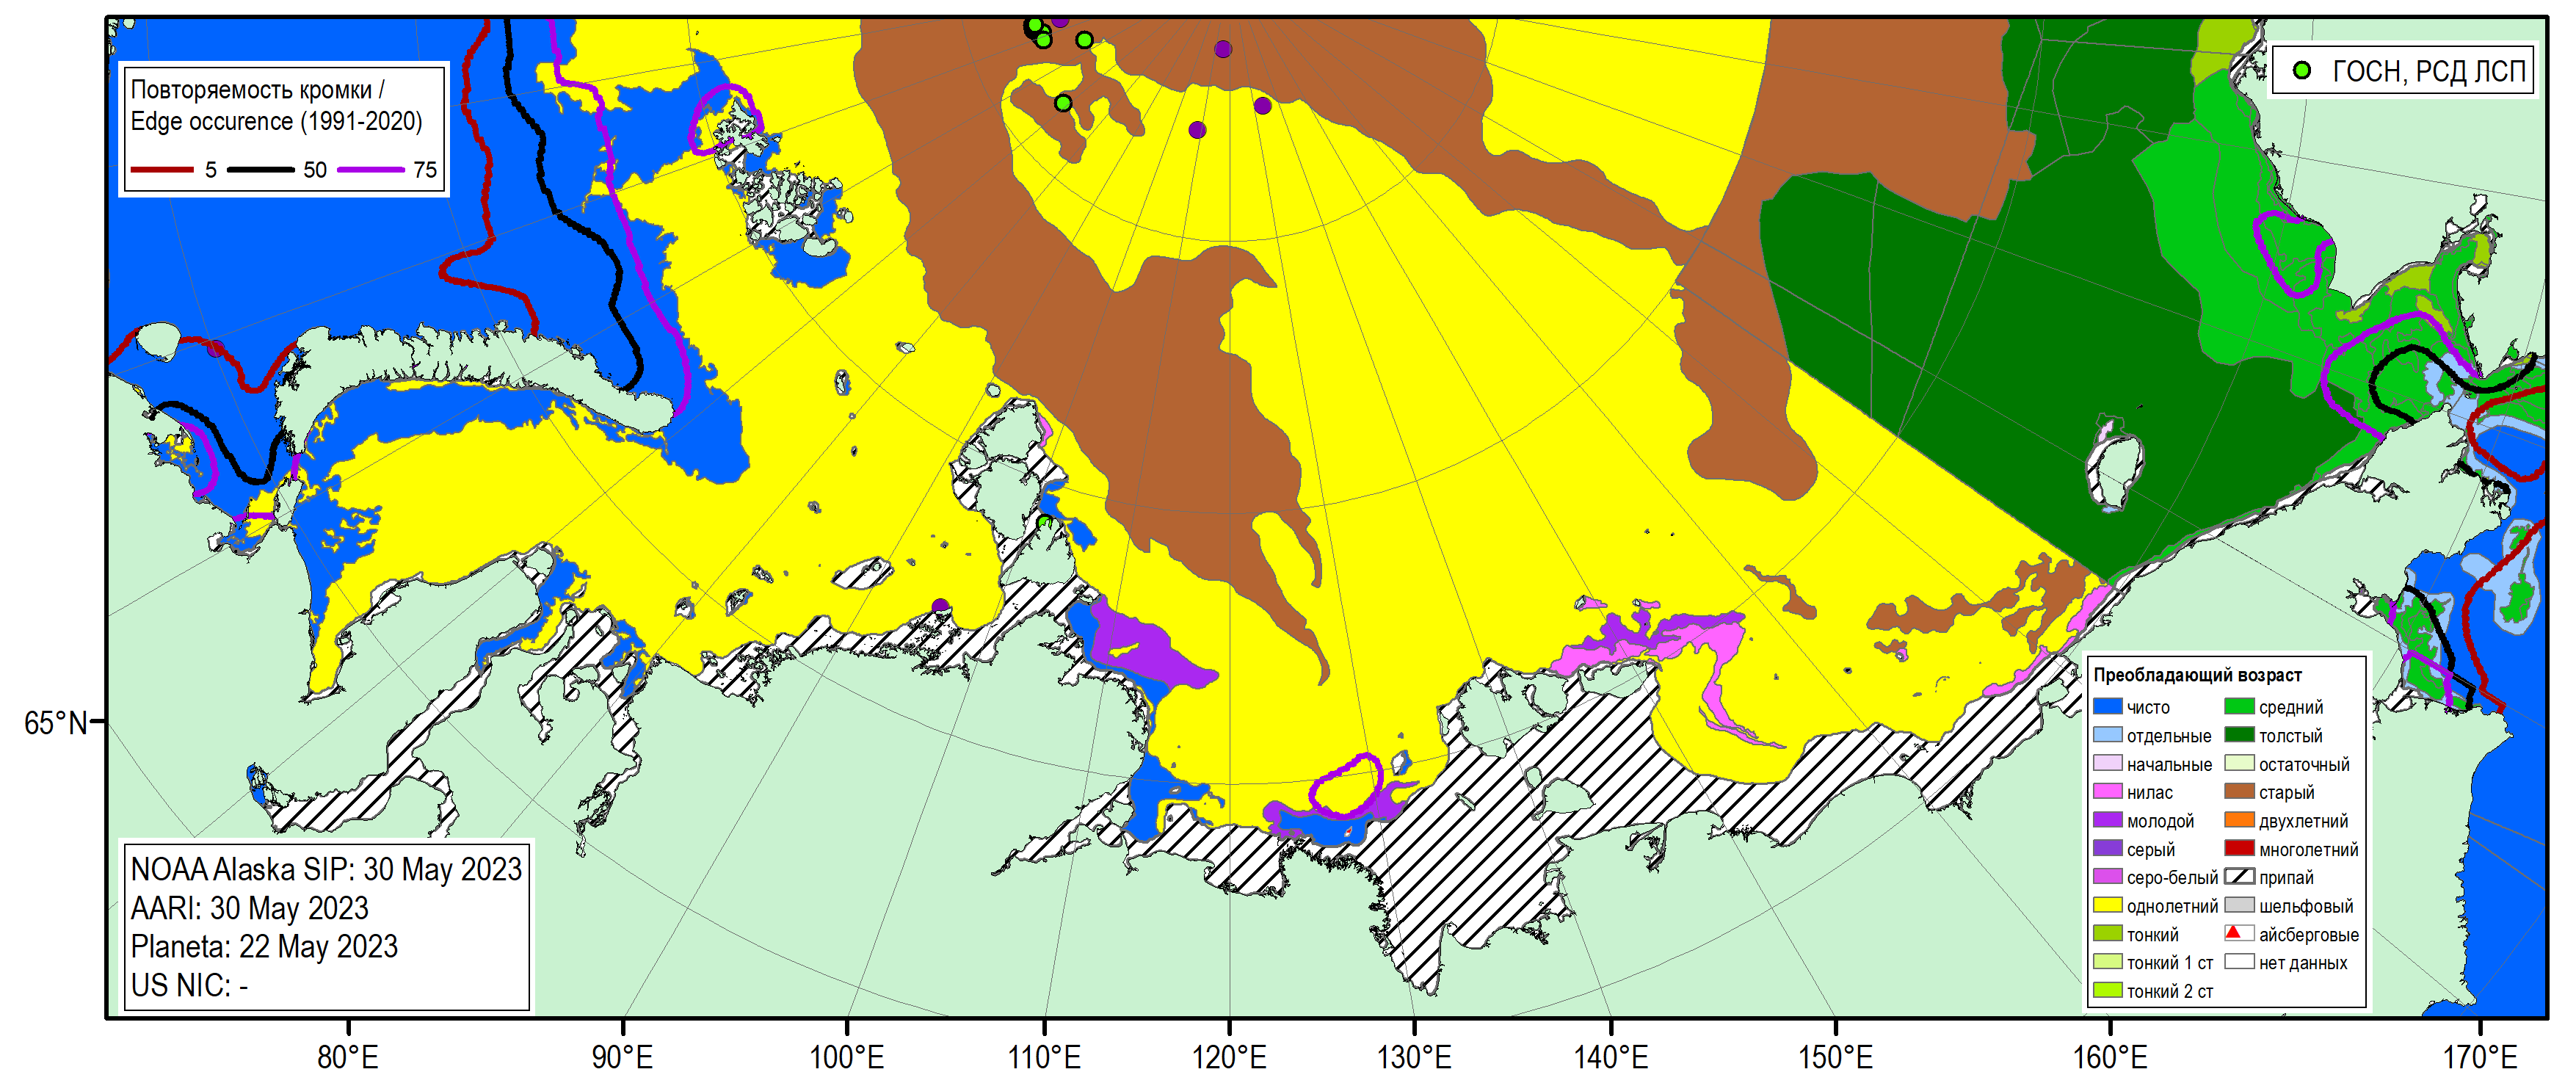 Повторяемость кромки /
Edge occurence (1991-2020)
5 50 75
ГОСН, РСД ЛСП
65°N
Преобладающий возраст
чисто
отдельные
начальные
нилас
молодой
серый
серо-белый
однолетний
тонкий
тонкий 1 ст
тонкий 2 ст
средний
толстый
остаточный
старый
двухлетний
многолетний
припай
шельфовый
айсберговые
нет данных
NOAA Alaska SIP: 30 May 2023
AARI: 30 May 2023
Planeta: 22 May 2023
US NIC: -
80°E 90°E 100°E 110°E 120°E 130°E 140°E 150°E 160°E 170°E